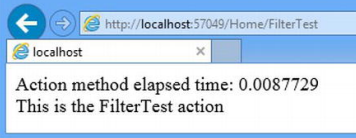 http://localhost:57049/Home/FilterTest
localhost
Action method elapsed time: 0.0087729
This is the FilterTest action